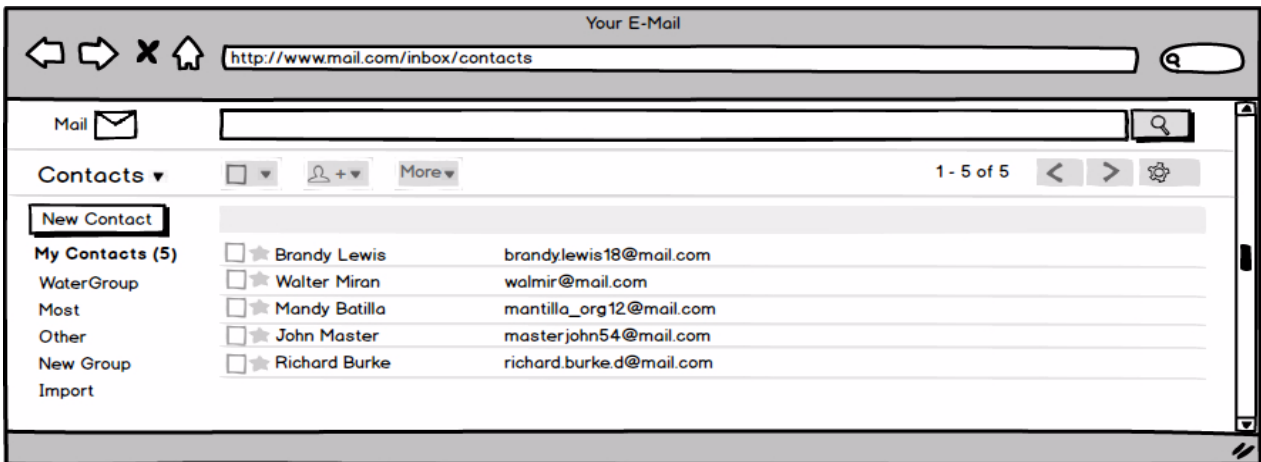 Your E-Mail
http://www.mail.com/inbox/contacts
Mail
Contacts More 1 - 5 of 5
New Contact
My Contacts (5)
WaterGroup
Most
Other
New Group
Import
Brandy Lewis brandy.lewis18@mail.com
Walter Miran walmir@mail.com
Mandy Batilla mantilla_org12@mail.com
John Master masterjohn54@mail.com
Richard Burke richard.burke.d@mail.com